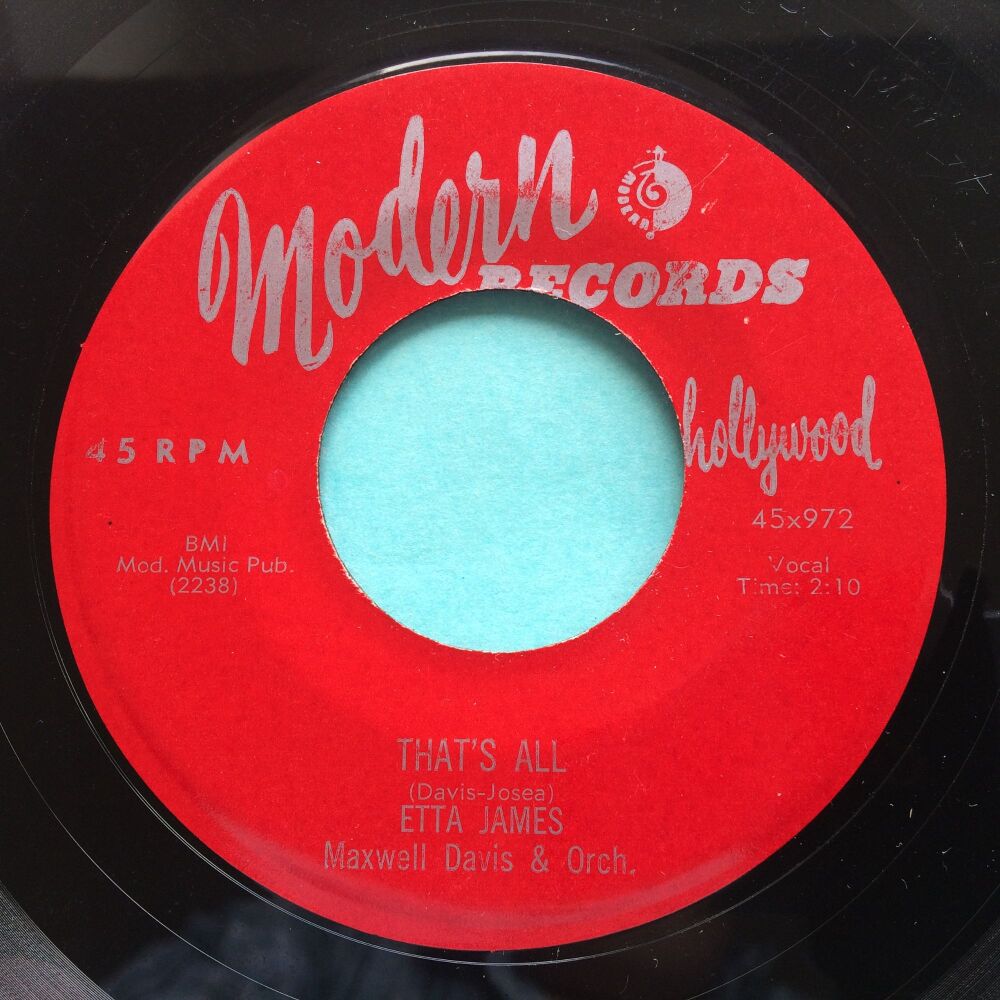 Modern
MODERN
RECORDS
hollywood
45 RPM
45x972
BMI
Mod. Music Pub.
(2238)
Vocal
Time: 2:10
THAT'S ALL
(Davis-Josea)
ETTA JAMES
Maxwell Davis & Orch.